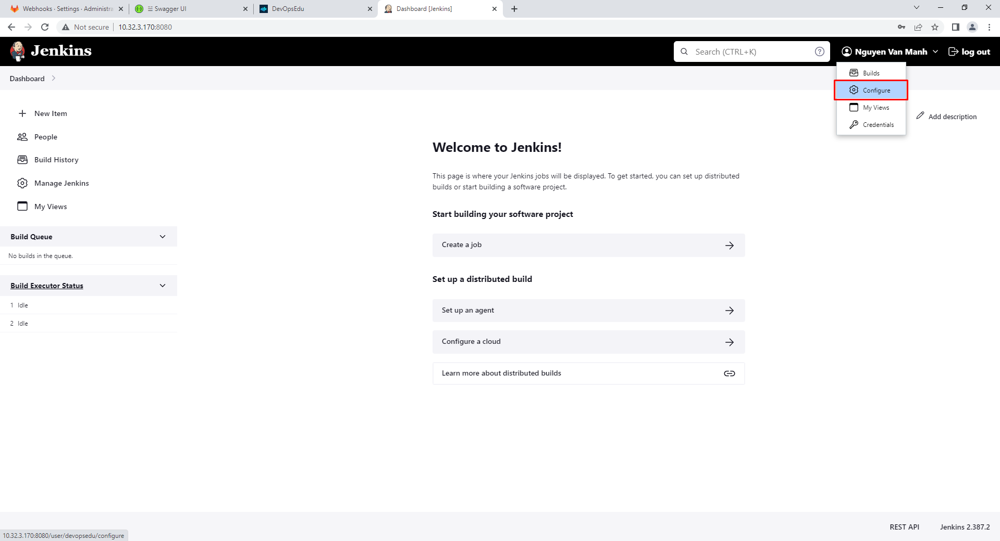 Webhooks · Settings · Administra
Swagger UI
DevOpsEdu
Dashboard [Jenkins]
Not secure
10.32.3.170:8080
Jenkins
Search (CTRL+K)
Nguyen Van Manh
log out
Dashboard
Builds
Configure
My Views
Credentials
New Item
People
Build History
Manage Jenkins
My Views
Add description
Build Queue
No builds in the queue.
Build Executor Status
1 Idle
2 Idle
Welcome to Jenkins!
This page is where your Jenkins jobs will be displayed. To get started, you can set up distributed
builds or start building a software project.
Start building your software project
Create a job
Set up a distributed build
Set up an agent
Configure a cloud
Learn more about distributed builds
REST API
Jenkins 2.387.2
10.32.3.170:8080/user/devopsedu/configure